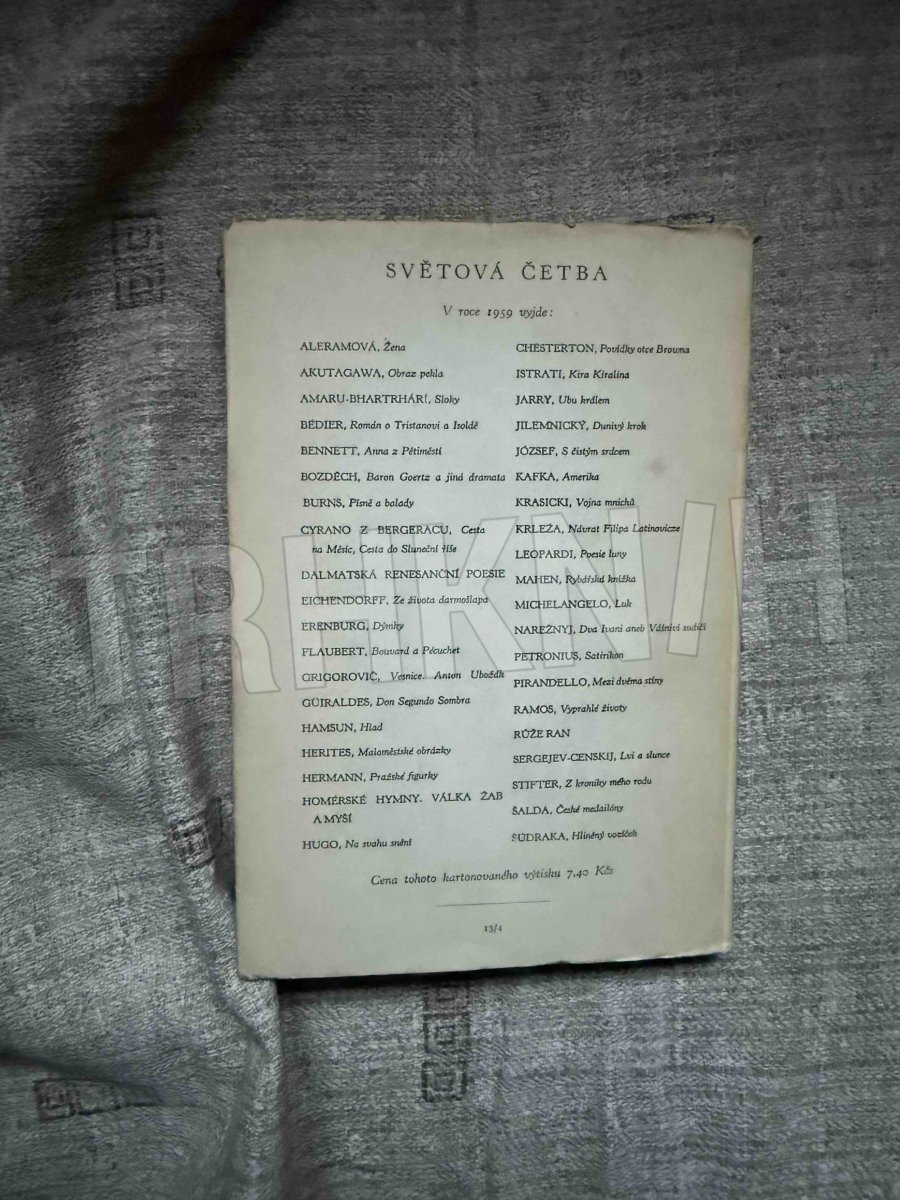 SVĚTOVÁ ČETBA
V roce 1959 vyjde:
ALERAMOVÁ, Žena
AKUTAGAWA, Obraz pekla
AMARU-BHARTRHARÍ, Sloky
BÉDIER, Román o Tristanovi a Isoldě
BENNETT, Anna z Pětiměstí
BOZDĚCH, Baron Goertz a jiná dramata
BURNS, Písně a balady
CYRANO Z BERGERACU, Cesta
na Měsíc, Cesta do Sluneční říše
DALMATSKÁ RENESANČNÍ POESIE
EICHENDORFF, Ze života darmošlapa
ERENBURG, Dýmky
FLAUBERT, Bouvard a Pécuchet
GRIGOROVIČ, Vesnice. Anton Ubožák
GÜIRALDES, Don Segundo Sombra
HAMSUN, Hlad
HERITES, Maloměstské obrázky
HERMANN, Pražské figurky
HOMÉRSKÉ HYMNY. VÁLKA ŽAB
A MYŠÍ
HUGO, Na svahu snění
CHESTERTON, Povídky otce Browna
ISTRATI, Kira Kiralina
JARRY, Ubu králem
JILEMNICKÝ, Dunivý krok
JÓZSEF, S čistým srdcem
KAFKA, Amerika
KRASICKI, Vojna mnichů
KRLEŽA, Návrat Filipa Latinovicze
LEOPARDI, Poesie luny
MAHEN, Rybářská knížka
MICHELANGELO, Luk
NAREŽNYJ, Dva Ivani aneb Vášniví sudiči
PETRONIUS, Satirikon
PIRANDELLO, Mezi dvěma stíny
RAMOS, Vyprahlé životy
RŮŽE RAN
SERGEJEV-CENSKIJ, Lvi a slunce
STIFTER, Z kroniky mého rodu
ŠALDA, České medailóny
ŠÚDRAKA, Hliněný vozíček
Cena tohoto kartonovaného výtisku 7,40 Kčs
13/4
TRHKNIH